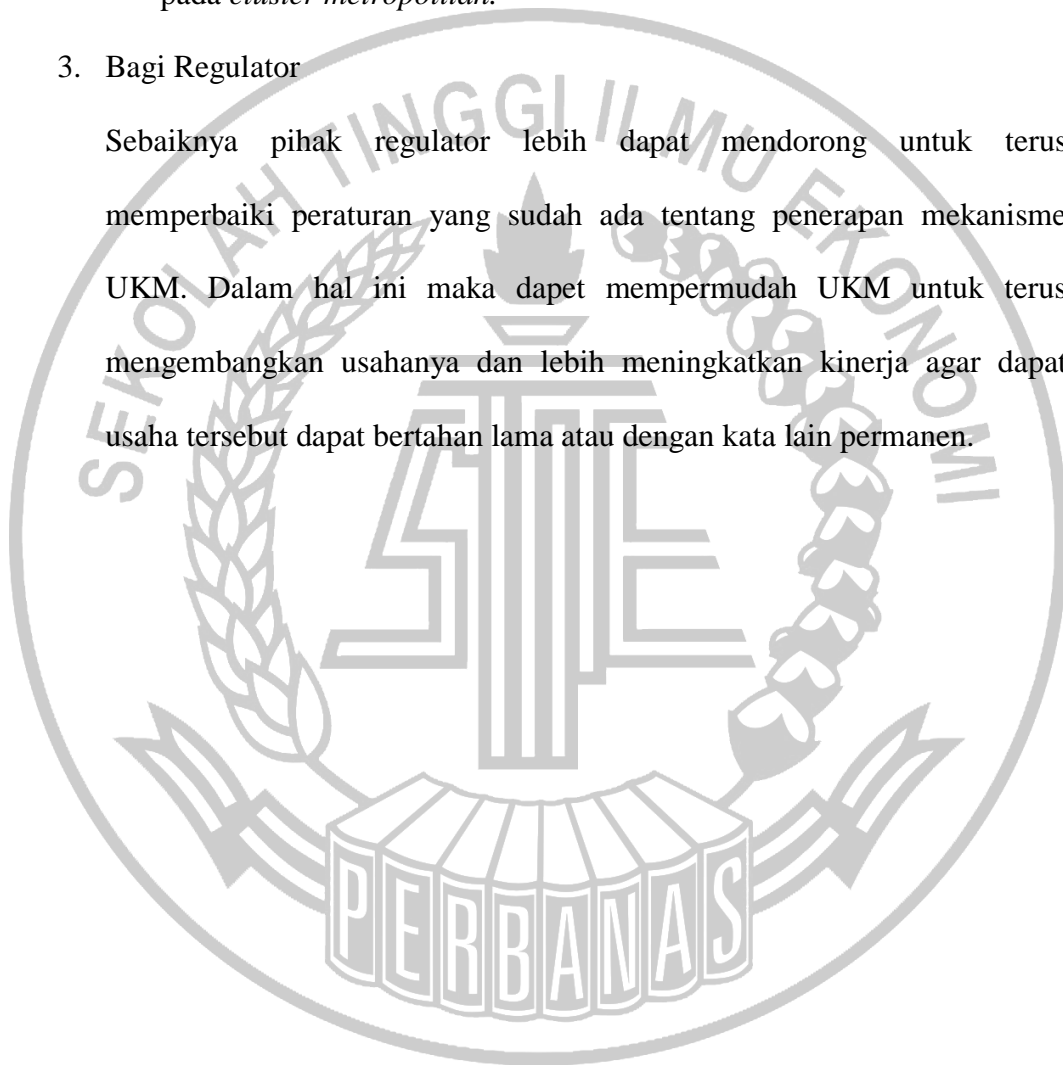 pada cluster metropolitan.
3. Bagi Regulator
Sebaiknya pihak regulator lebih dapat mendorong untuk terus
memperbaiki peraturan yang sudah ada tentang penerapan mekanisme
UKM. Dalam hal ini maka dapet mempermudah UKM untuk terus
mengembangkan usahanya dan lebih meningkatkan kinerja agar dapat
usaha tersebut dapat bertahan lama atau dengan kata lain permanen.
SEKOLAH TINGGI ILMU EKONOMI
PERBANAS